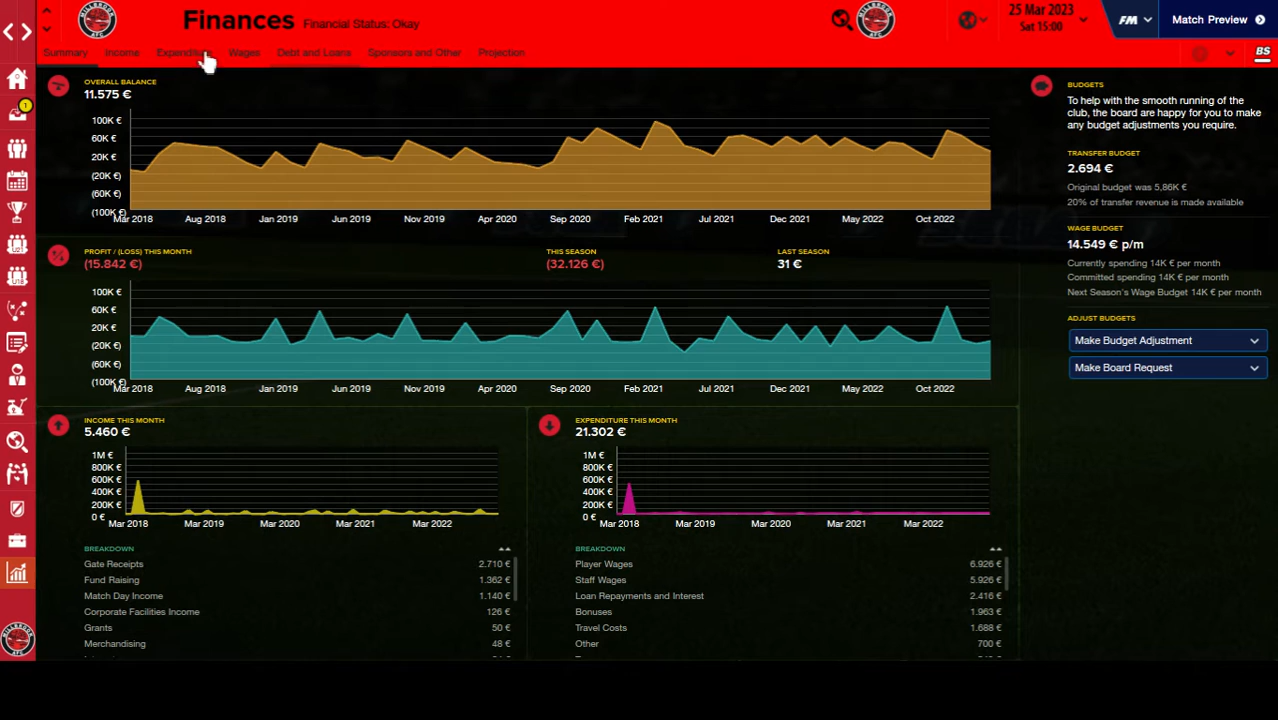 Finances
Financial Status: Okay
25 Mar 2023
Sat 15:00
FM
Match Preview
Summary
Income
Expenditure
Wages
Debt and Loans
Sponsors and Other
Projection
BS
1
OVERALL BALANCE
11.575 €
100K €
60K €
20K €
(20K €)
(60K €)
(100K €)
Mar 2018 Aug 2018 Jan 2019 Jun 2019 Nov 2019 Apr 2020 Sep 2020 Feb 2021 Jul 2021 Dec 2021 May 2022 Oct 2022
PROFIT / (LOSS) THIS MONTH
(15.842 €)
THIS SEASON
(32.126 €)
LAST SEASON
31 €
100K €
60K €
20K €
(20K €)
(60K €)
(100K €)
Mar 2018 Aug 2018 Jan 2019 Jun 2019 Nov 2019 Apr 2020 Sep 2020 Feb 2021 Jul 2021 Dec 2021 May 2022 Oct 2022
INCOME THIS MONTH
5.460 €
1M €
800K €
600K €
400K €
200K €
0 €
Mar 2018 Mar 2019 Mar 2020 Mar 2021 Mar 2022
BREAKDOWN
Gate Receipts 2.710 €
Fund Raising 1.362 €
Match Day Income 1.140 €
Corporate Facilities Income 126 €
Grants 50 €
Merchandising 48 €
EXPENDITURE THIS MONTH
21.302 €
1M €
800K €
600K €
400K €
200K €
0 €
Mar 2018 Mar 2019 Mar 2020 Mar 2021 Mar 2022
BREAKDOWN
Player Wages 6.926 €
Staff Wages 5.926 €
Loan Repayments and Interest 2.416 €
Bonuses 1.963 €
Travel Costs 1.688 €
Other 700 €
BUDGETS
To help with the smooth running of the
club, the board are happy for you to make
any budget adjustments you require.
TRANSFER BUDGET
2.694 €
Original budget was 5,86K €
20% of transfer revenue is made available
WAGE BUDGET
14.549 € p/m
Currently spending 14K € per month
Committed spending 14K € per month
Next Season's Wage Budget 14K € per month
ADJUST BUDGETS
Make Budget Adjustment
Make Board Request